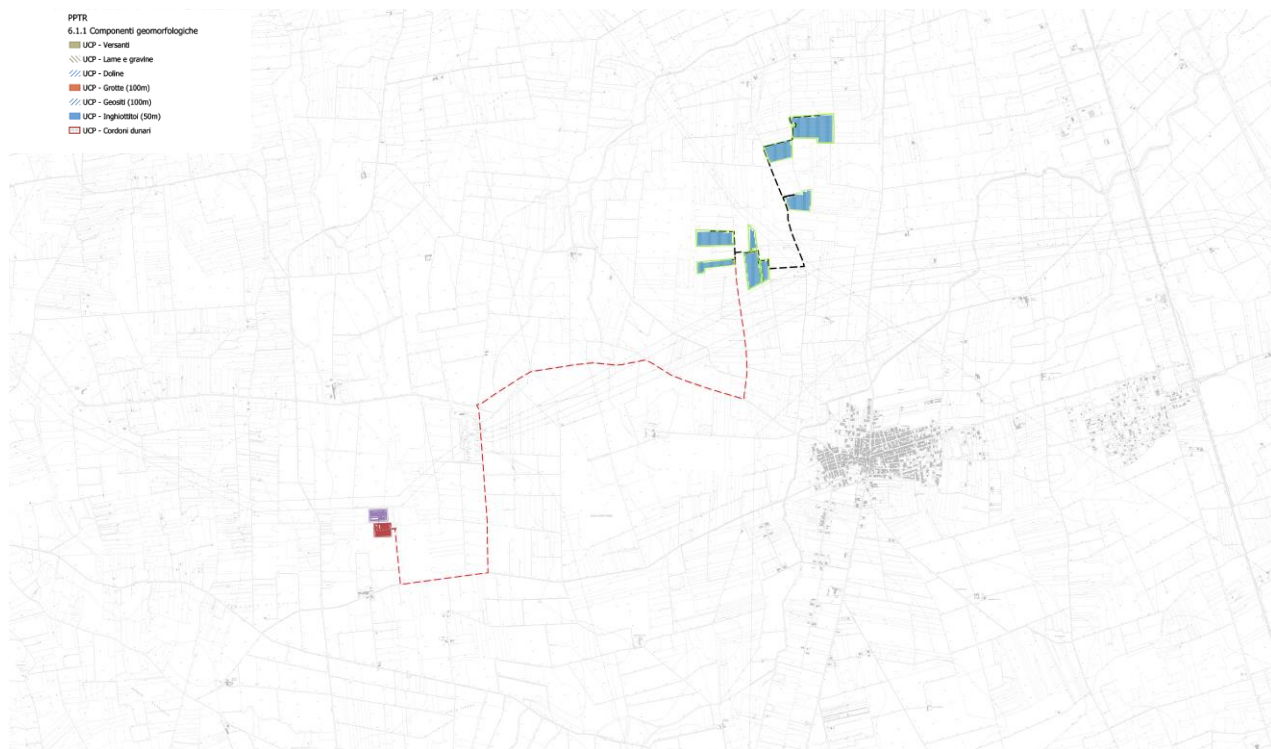 PPTR
6.1.1 Componenti geomorfologiche
UCP - Versanti
UCP - Lame e gravine
UCP - Doline
UCP - Grotte (100m)
UCP - Geositi (100m)
UCP - Inghiottitoi (50m)
UCP - Cordoni dunari